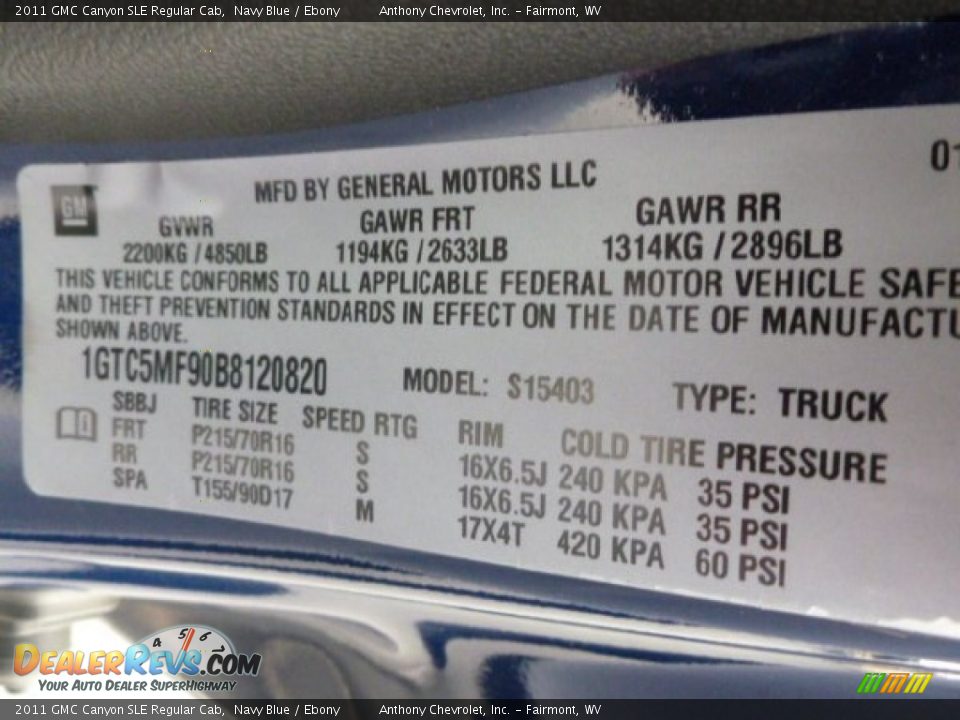 2011 GMC Canyon SLE Regular Cab, Navy Blue / Ebony Anthony Chevrolet, Inc. - Fairmont, WV
GM
MFD BY GENERAL MOTORS LLC
GVWR GAWR FRT GAWR RR
2200KG / 4850LB 1194KG / 2633LB 1314KG / 2896LB
THIS VEHICLE CONFORMS TO ALL APPLICABLE FEDERAL MOTOR VEHICLE SAFE
AND THEFT PREVENTION STANDARDS IN EFFECT ON THE DATE OF MANUFACTU
SHOWN ABOVE.
1GTC5MF90B8120820 MODEL: S15403 TYPE: TRUCK
SBBJ TIRE SIZE SPEED RTG RIM COLD TIRE PRESSURE
FRT P215/70R16 S 16X6.5J 240 KPA 35 PSI
RR P215/70R16 S 16X6.5J 240 KPA 35 PSI
SPA T155/90D17 M 17X4T 420 KPA 60 PSI
4 5 6
DEALERREVS.COM
YOUR AUTO DEALER SUPERHIGHWAY
2011 GMC Canyon SLE Regular Cab, Navy Blue / Ebony Anthony Chevrolet, Inc. - Fairmont, WV